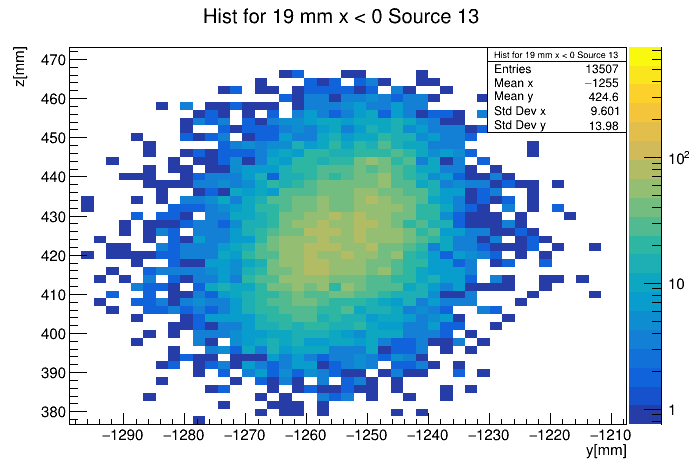 Hist for 19 mm x < 0 Source 13
z[mm]
470
460
450
440
430
420
410
400
390
380
Hist for 19 mm x < 0 Source 13
Entries 13507
Mean x −1255
Mean y 424.6
Std Dev x 9.601
Std Dev y 13.98
10²
10
1
−1290 −1280 −1270 −1260 −1250 −1240 −1230 −1220 −1210
y[mm]